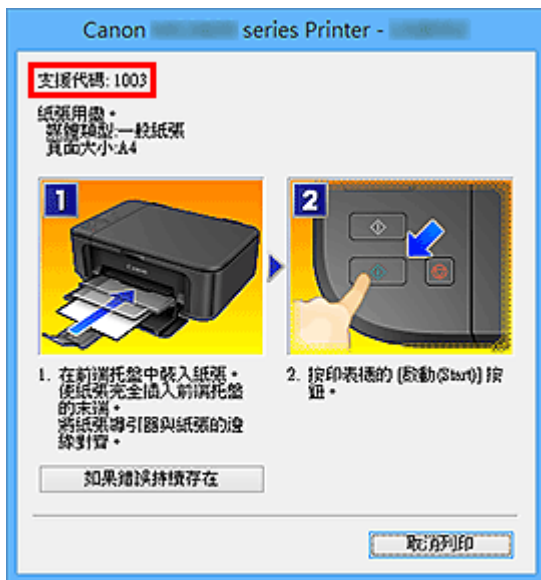 Canon series Printer -
支援代碼: 1003
紙張用盡。
媒體類型:一般紙張
頁面大小:A4
1
2
Canon
1. 在前端托盤中裝入紙張。
使紙張完全插入前端托盤
的末端。
將紙張導引器與紙張的邊
緣對齊。
2. 按印表機的 [啟動(Start)] 按
鈕。
如果錯誤持續存在
取消列印